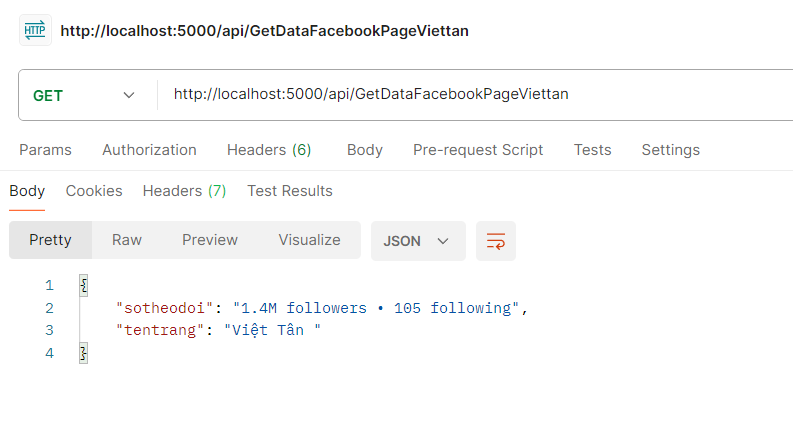 HTTP http://localhost:5000/api/GetDataFacebookPageViettan
GET http://localhost:5000/api/GetDataFacebookPageViettan
Params Authorization Headers (6) Body Pre-request Script Tests Settings
Body Cookies Headers (7) Test Results
Pretty Raw Preview Visualize JSON
1 {
2 "sotheodoi": "1.4M followers • 105 following",
3 "tentrang": "Việt Tân "
4 }